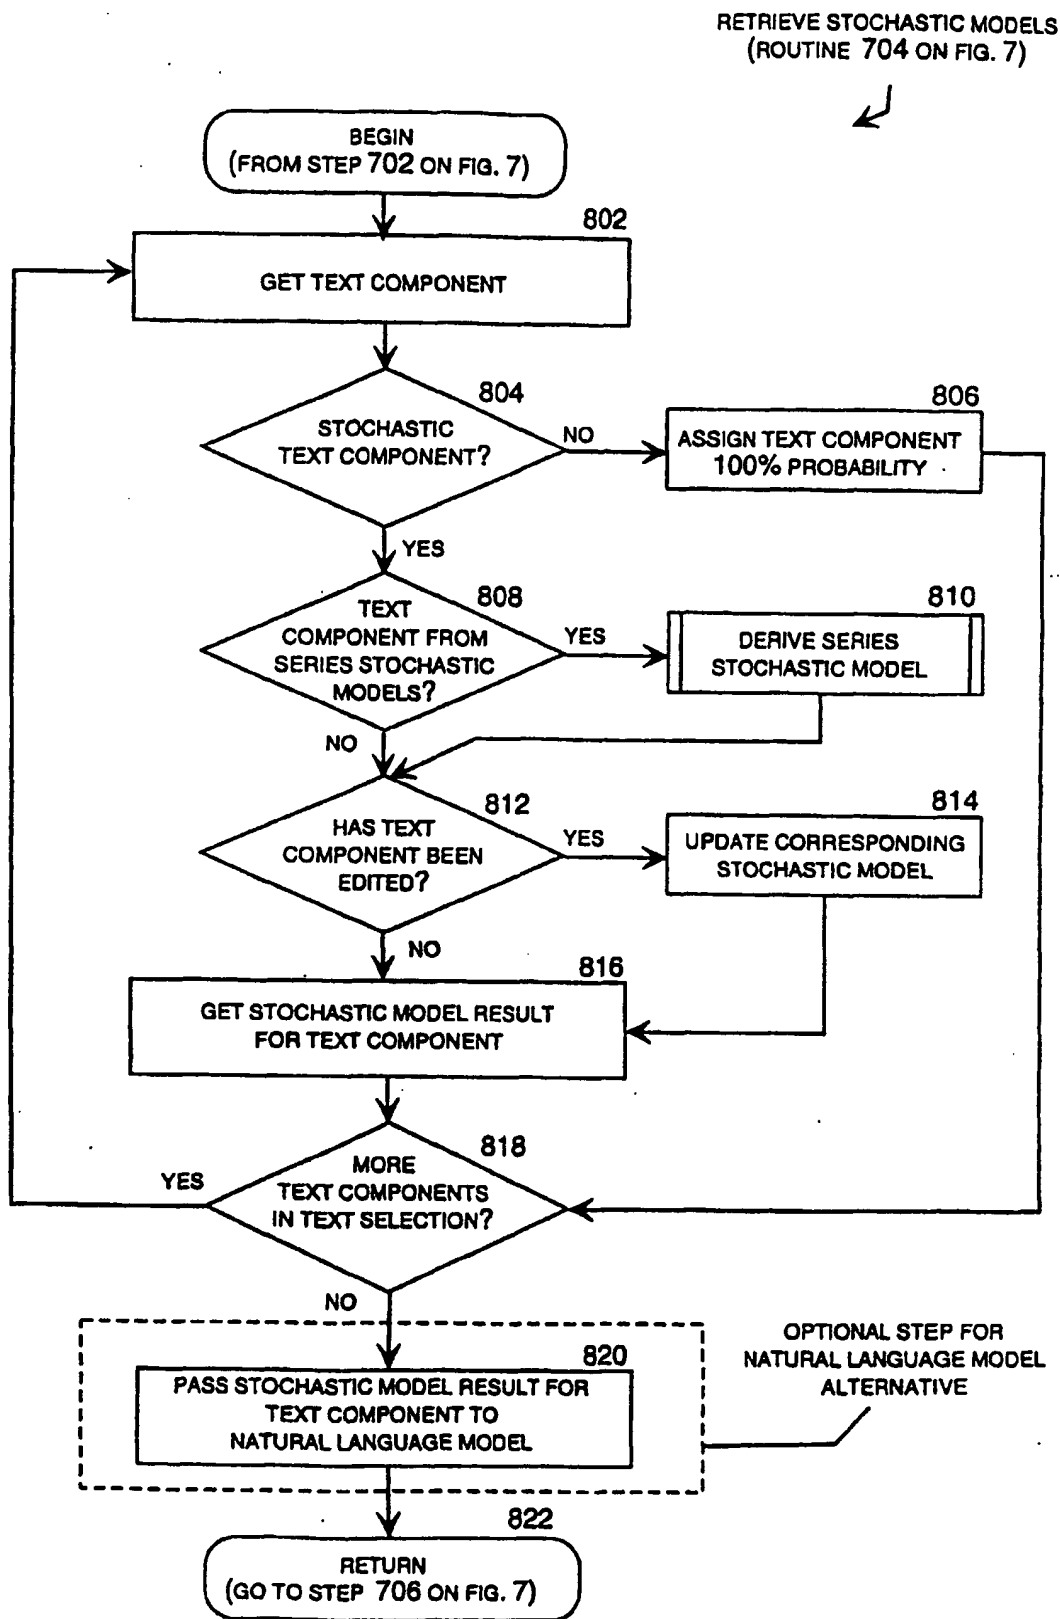 RETRIEVE STOCHASTIC MODELS
(ROUTINE 704 ON FIG. 7)
BEGIN
(FROM STEP 702 ON FIG. 7)
802
GET TEXT COMPONENT
804
STOCHASTIC
TEXT COMPONENT?
NO
806
ASSIGN TEXT COMPONENT
100% PROBABILITY
YES
808
TEXT
COMPONENT FROM
SERIES STOCHASTIC
MODELS?
YES
810
DERIVE SERIES
STOCHASTIC MODEL
NO
812
HAS TEXT
COMPONENT BEEN
EDITED?
YES
814
UPDATE CORRESPONDING
STOCHASTIC MODEL
NO
816
GET STOCHASTIC MODEL RESULT
FOR TEXT COMPONENT
818
MORE
TEXT COMPONENTS
IN TEXT SELECTION?
YES
NO
820
PASS STOCHASTIC MODEL RESULT FOR
TEXT COMPONENT TO
NATURAL LANGUAGE MODEL
OPTIONAL STEP FOR
NATURAL LANGUAGE MODEL
ALTERNATIVE
822
RETURN
(GO TO STEP 706 ON FIG. 7)